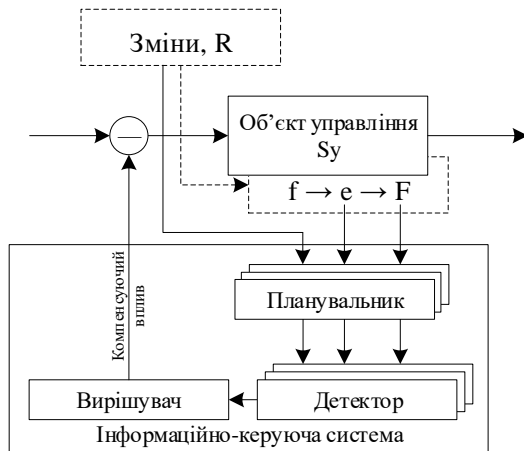 Зміни, R
—
Об’єкт управління
Sy
f → e → F
Компенсуючий
вплив
Планувальник
Вирішувач
Детектор
Інформаційно-керуюча система